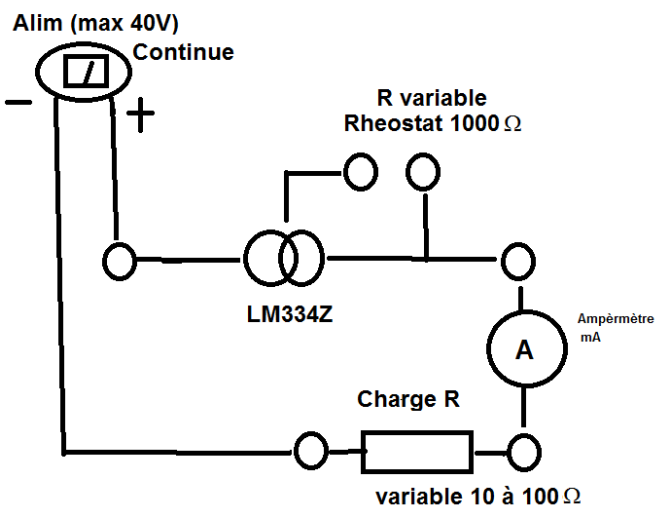 Alim (max 40V)
Continue
− +
R variable
Rheostat 1000 Ω
LM334Z
Ampèrmètre
mA
A
Charge R
variable 10 à 100 Ω